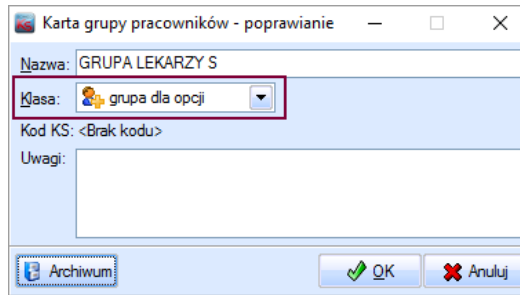 KS Karta grupy pracowników - poprawianie
Nazwa: GRUPA LEKARZY S
Klasa: grupa dla opcji
Kod KS: <Brak kodu>
Uwagi:
Archiwum OK Anuluj